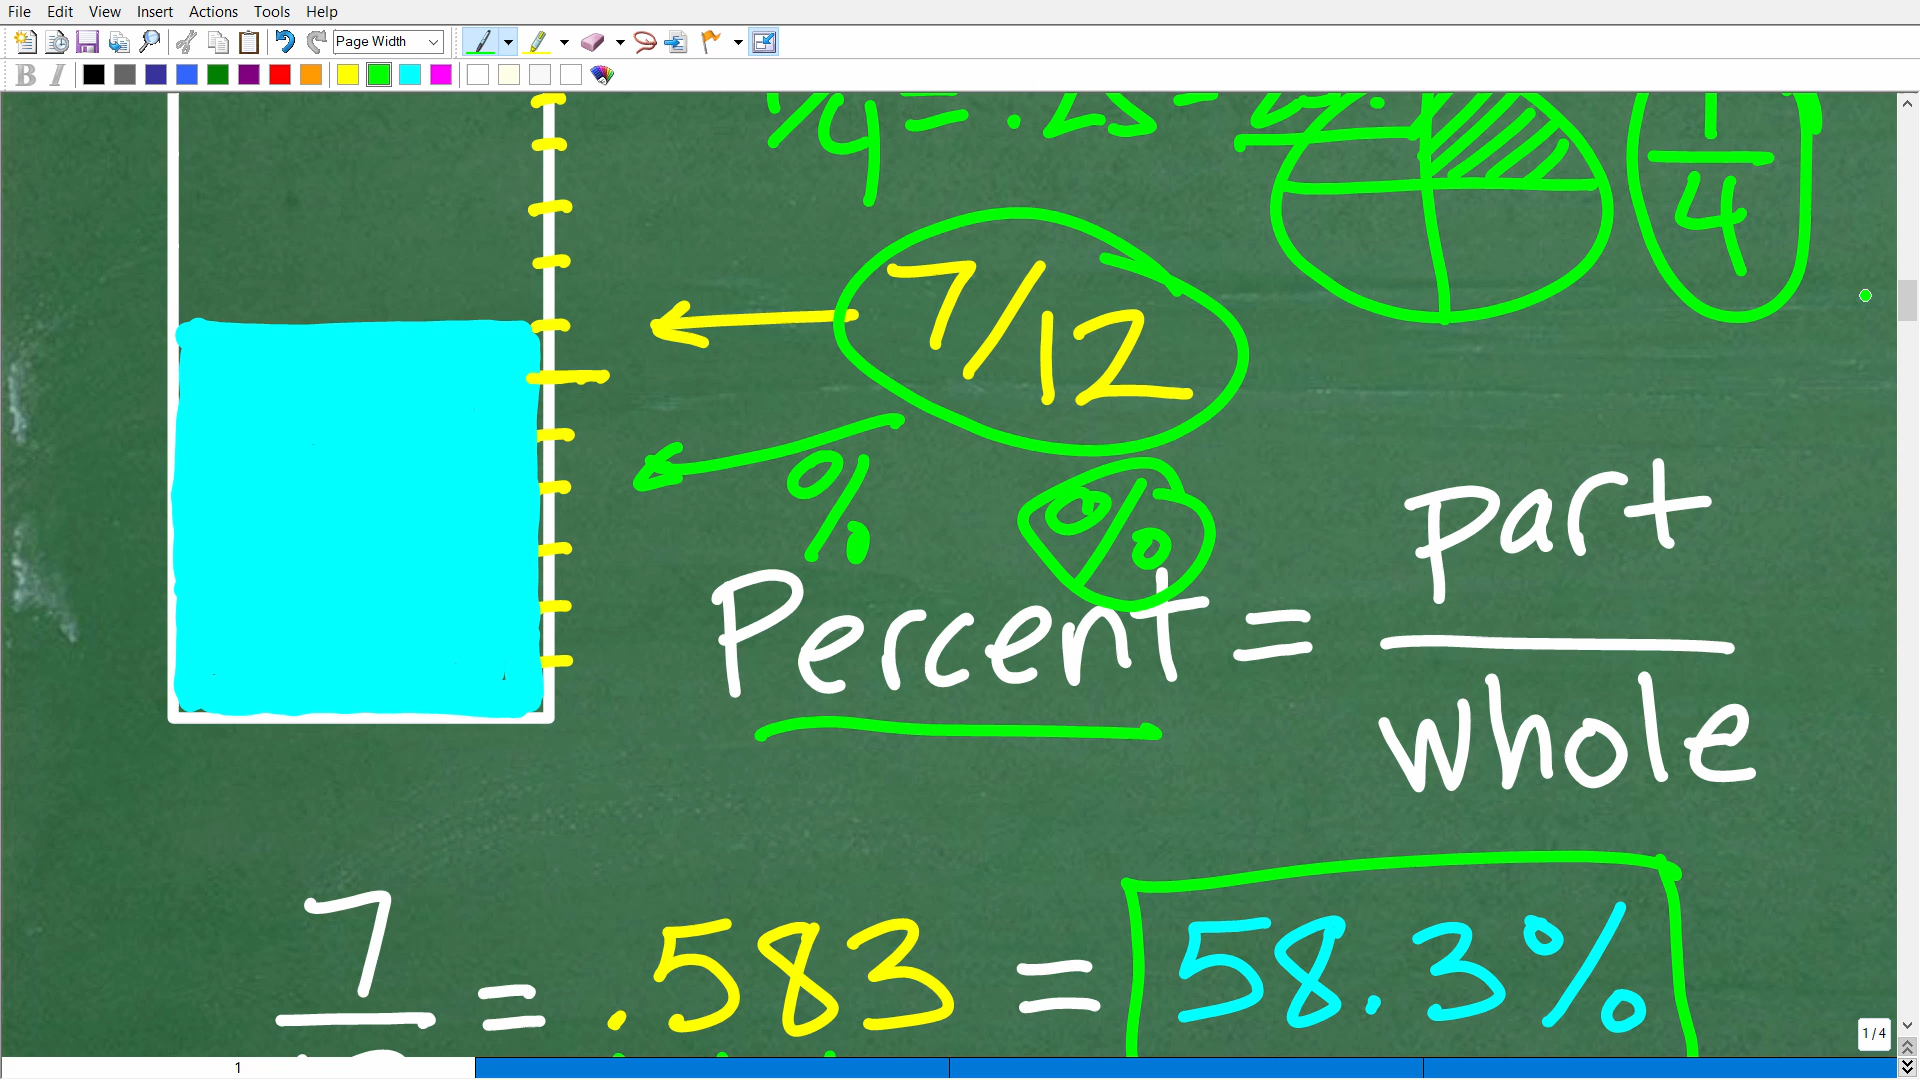 File Edit View Insert Actions Tools Help
Page Width
B I
1/4 = .25 =
1
4
7/12
%
%
Percent = part
whole
7
= .583 = 58.3%
1/4
1